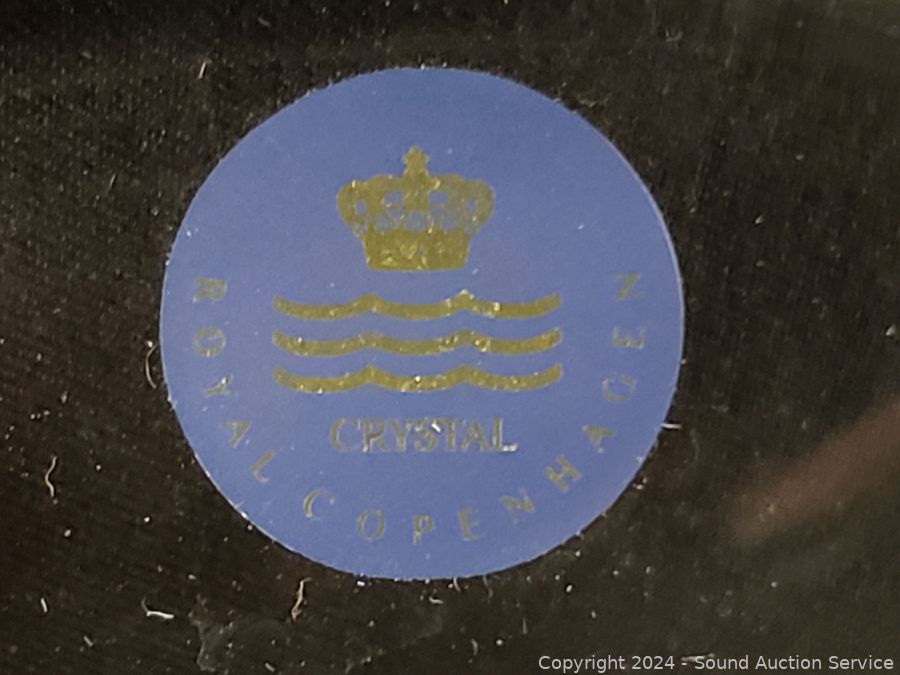 CRYSTAL
ROYAL COPENHAGEN
Copyright 2024 - Sound Auction Service